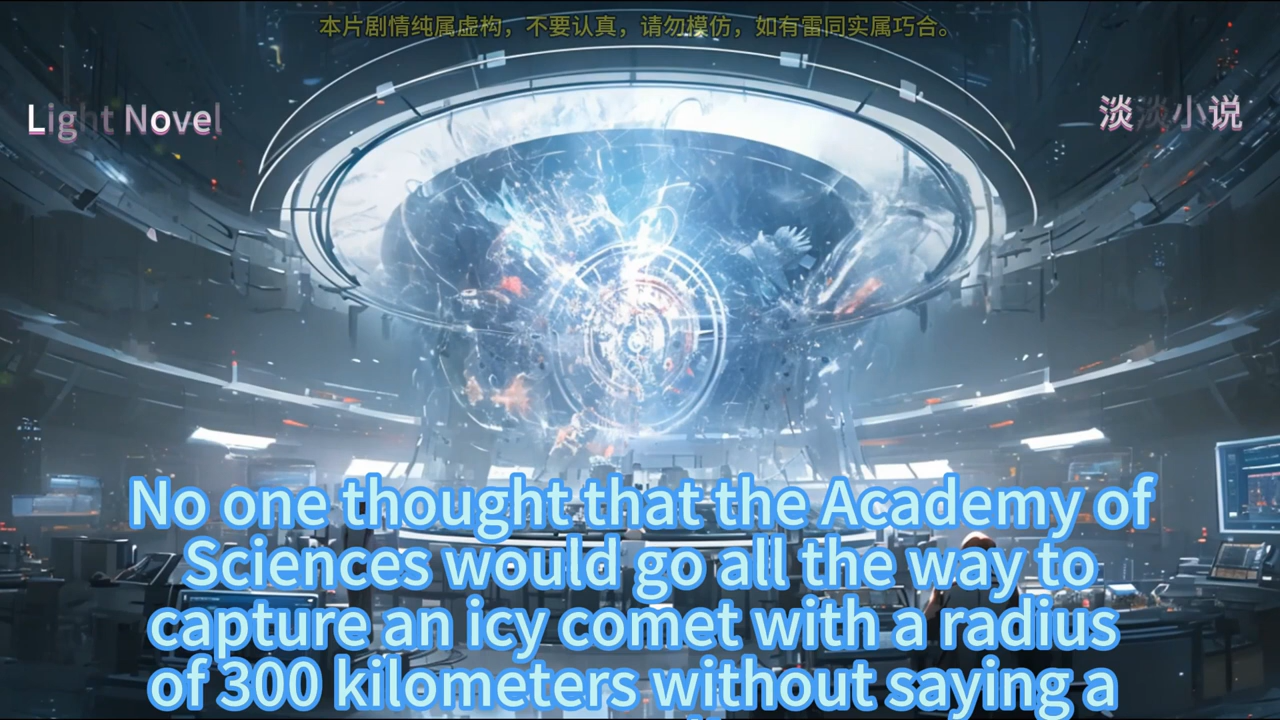 本片剧情纯属虚构，不要认真，请勿模仿，如有雷同实属巧合。
Light Novel
淡淡小说
No one thought that the Academy of
Sciences would go all the way to
capture an icy comet with a radius
of 300 kilometers without saying a